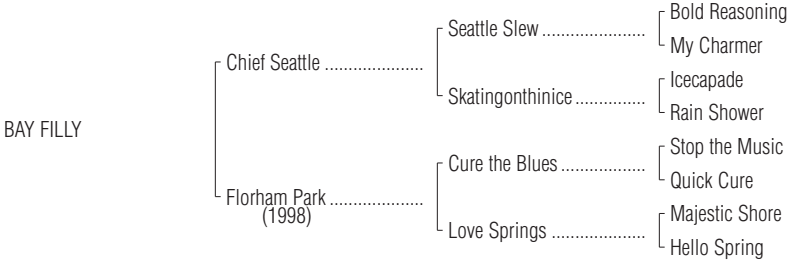 Bold Reasoning
Seattle Slew ......................
My Charmer
Chief Seattle .....................
Icecapade
Skatingonthinice ...............
Rain Shower
BAY FILLY
Stop the Music
Cure the Blues ..................
Quick Cure
Florham Park ....................
(1998)
Majestic Shore
Love Springs ....................
Hello Spring